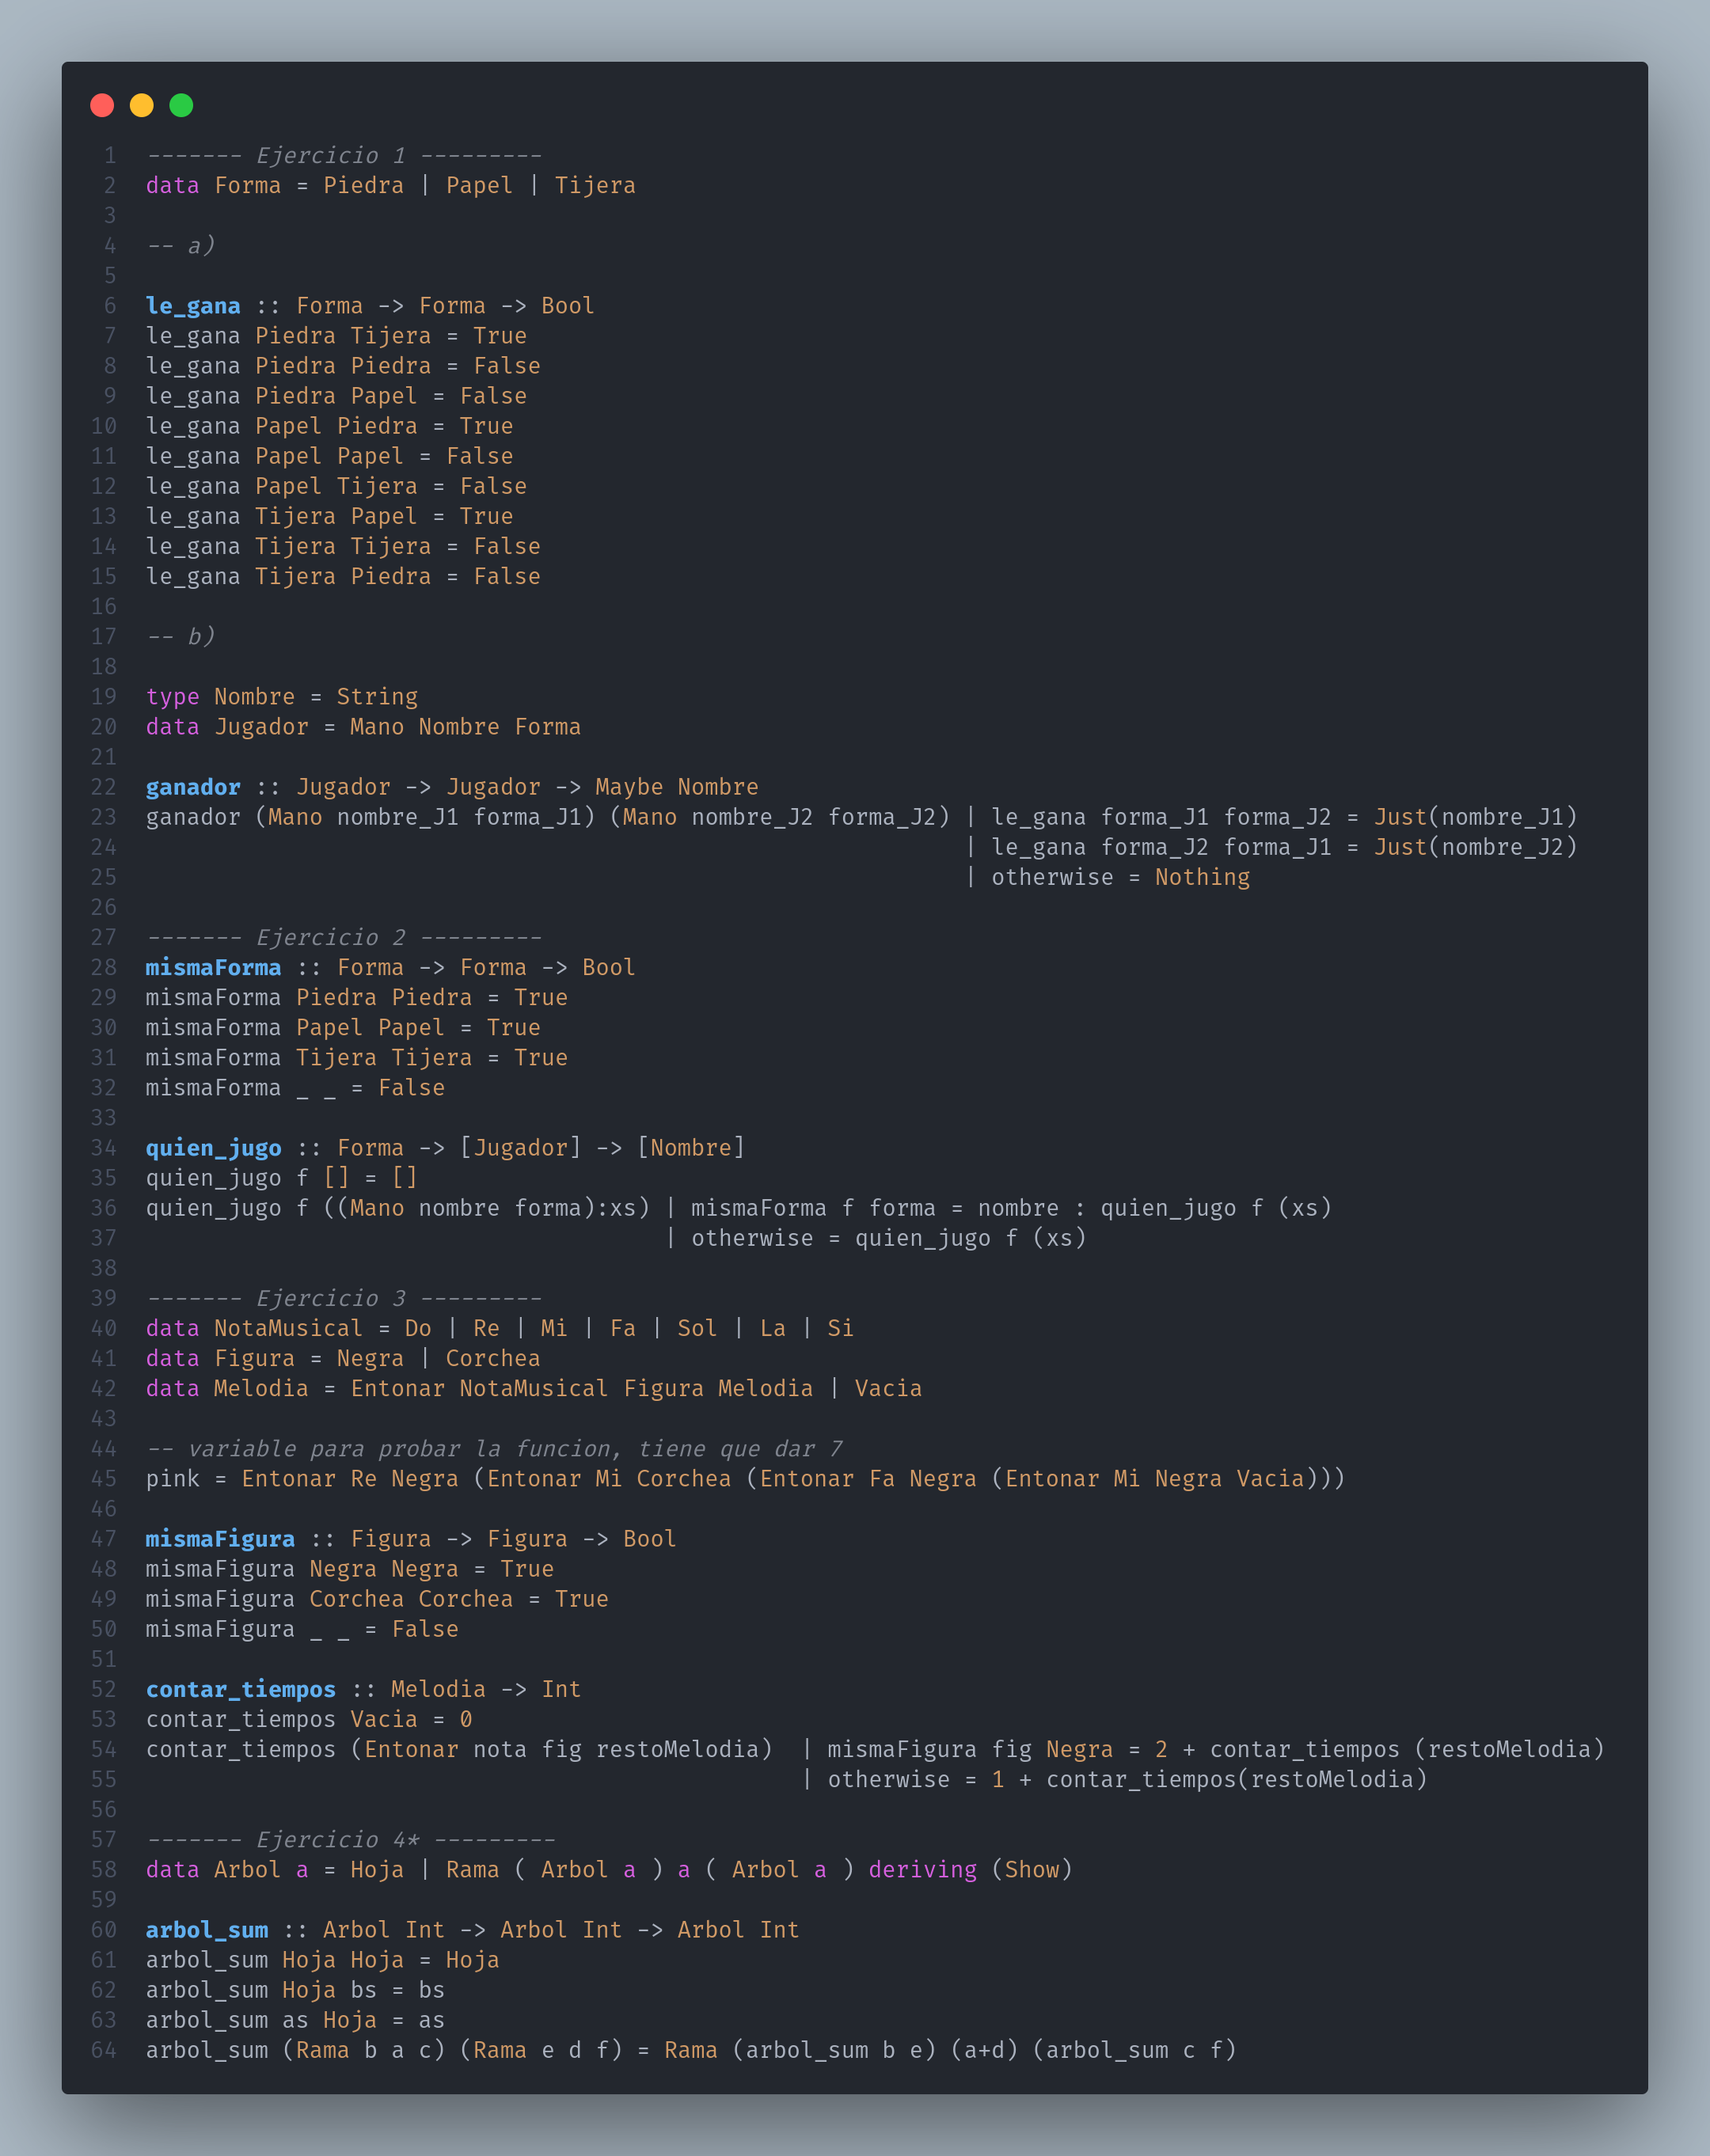 1 ------- Ejercicio 1 ---------
2 data Forma = Piedra | Papel | Tijera
3
4 -- a)
5
6 le_gana :: Forma -> Forma -> Bool
7 le_gana Piedra Tijera = True
8 le_gana Piedra Piedra = False
9 le_gana Piedra Papel = False
10 le_gana Papel Piedra = True
11 le_gana Papel Papel = False
12 le_gana Papel Tijera = False
13 le_gana Tijera Papel = True
14 le_gana Tijera Tijera = False
15 le_gana Tijera Piedra = False
16
17 -- b)
18
19 type Nombre = String
20 data Jugador = Mano Nombre Forma
21
22 ganador :: Jugador -> Jugador -> Maybe Nombre
23 ganador (Mano nombre_J1 forma_J1) (Mano nombre_J2 forma_J2) | le_gana forma_J1 forma_J2 = Just(nombre_J1)
24                                                             | le_gana forma_J2 forma_J1 = Just(nombre_J2)
25                                                             | otherwise = Nothing
26
27 ------- Ejercicio 2 ---------
28 mismaForma :: Forma -> Forma -> Bool
29 mismaForma Piedra Piedra = True
30 mismaForma Papel Papel = True
31 mismaForma Tijera Tijera = True
32 mismaForma _ _ = False
33
34 quien_jugo :: Forma -> [Jugador] -> [Nombre]
35 quien_jugo f [] = []
36 quien_jugo f ((Mano nombre forma):xs) | mismaForma f forma = nombre : quien_jugo f (xs)
37                                       | otherwise = quien_jugo f (xs)
38
39 ------- Ejercicio 3 ---------
40 data NotaMusical = Do | Re | Mi | Fa | Sol | La | Si
41 data Figura = Negra | Corchea
42 data Melodia = Entonar NotaMusical Figura Melodia | Vacia
43
44 -- variable para probar la funcion, tiene que dar 7
45 pink = Entonar Re Negra (Entonar Mi Corchea (Entonar Fa Negra (Entonar Mi Negra Vacia)))
46
47 mismaFigura :: Figura -> Figura -> Bool
48 mismaFigura Negra Negra = True
49 mismaFigura Corchea Corchea = True
50 mismaFigura _ _ = False
51
52 contar_tiempos :: Melodia -> Int
53 contar_tiempos Vacia = 0
54 contar_tiempos (Entonar nota fig restoMelodia)  | mismaFigura fig Negra = 2 + contar_tiempos (restoMelodia)
55                                                 | otherwise = 1 + contar_tiempos(restoMelodia)
56
57 ------- Ejercicio 4* ---------
58 data Arbol a = Hoja | Rama ( Arbol a ) a ( Arbol a ) deriving (Show)
59
60 arbol_sum :: Arbol Int -> Arbol Int -> Arbol Int
61 arbol_sum Hoja Hoja = Hoja
62 arbol_sum Hoja bs = bs
63 arbol_sum as Hoja = as
64 arbol_sum (Rama b a c) (Rama e d f) = Rama (arbol_sum b e) (a+d) (arbol_sum c f)